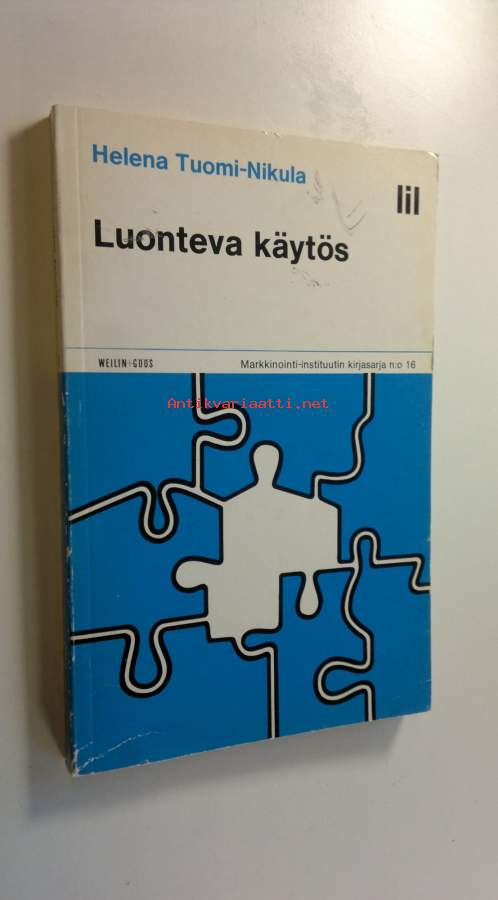 Helena Tuomi-Nikula
lil
Luonteva käytös
WEILIN+GÖÖS
Markkinointi-instituutin kirjasarja n:o 16
Antikvariaatti.net